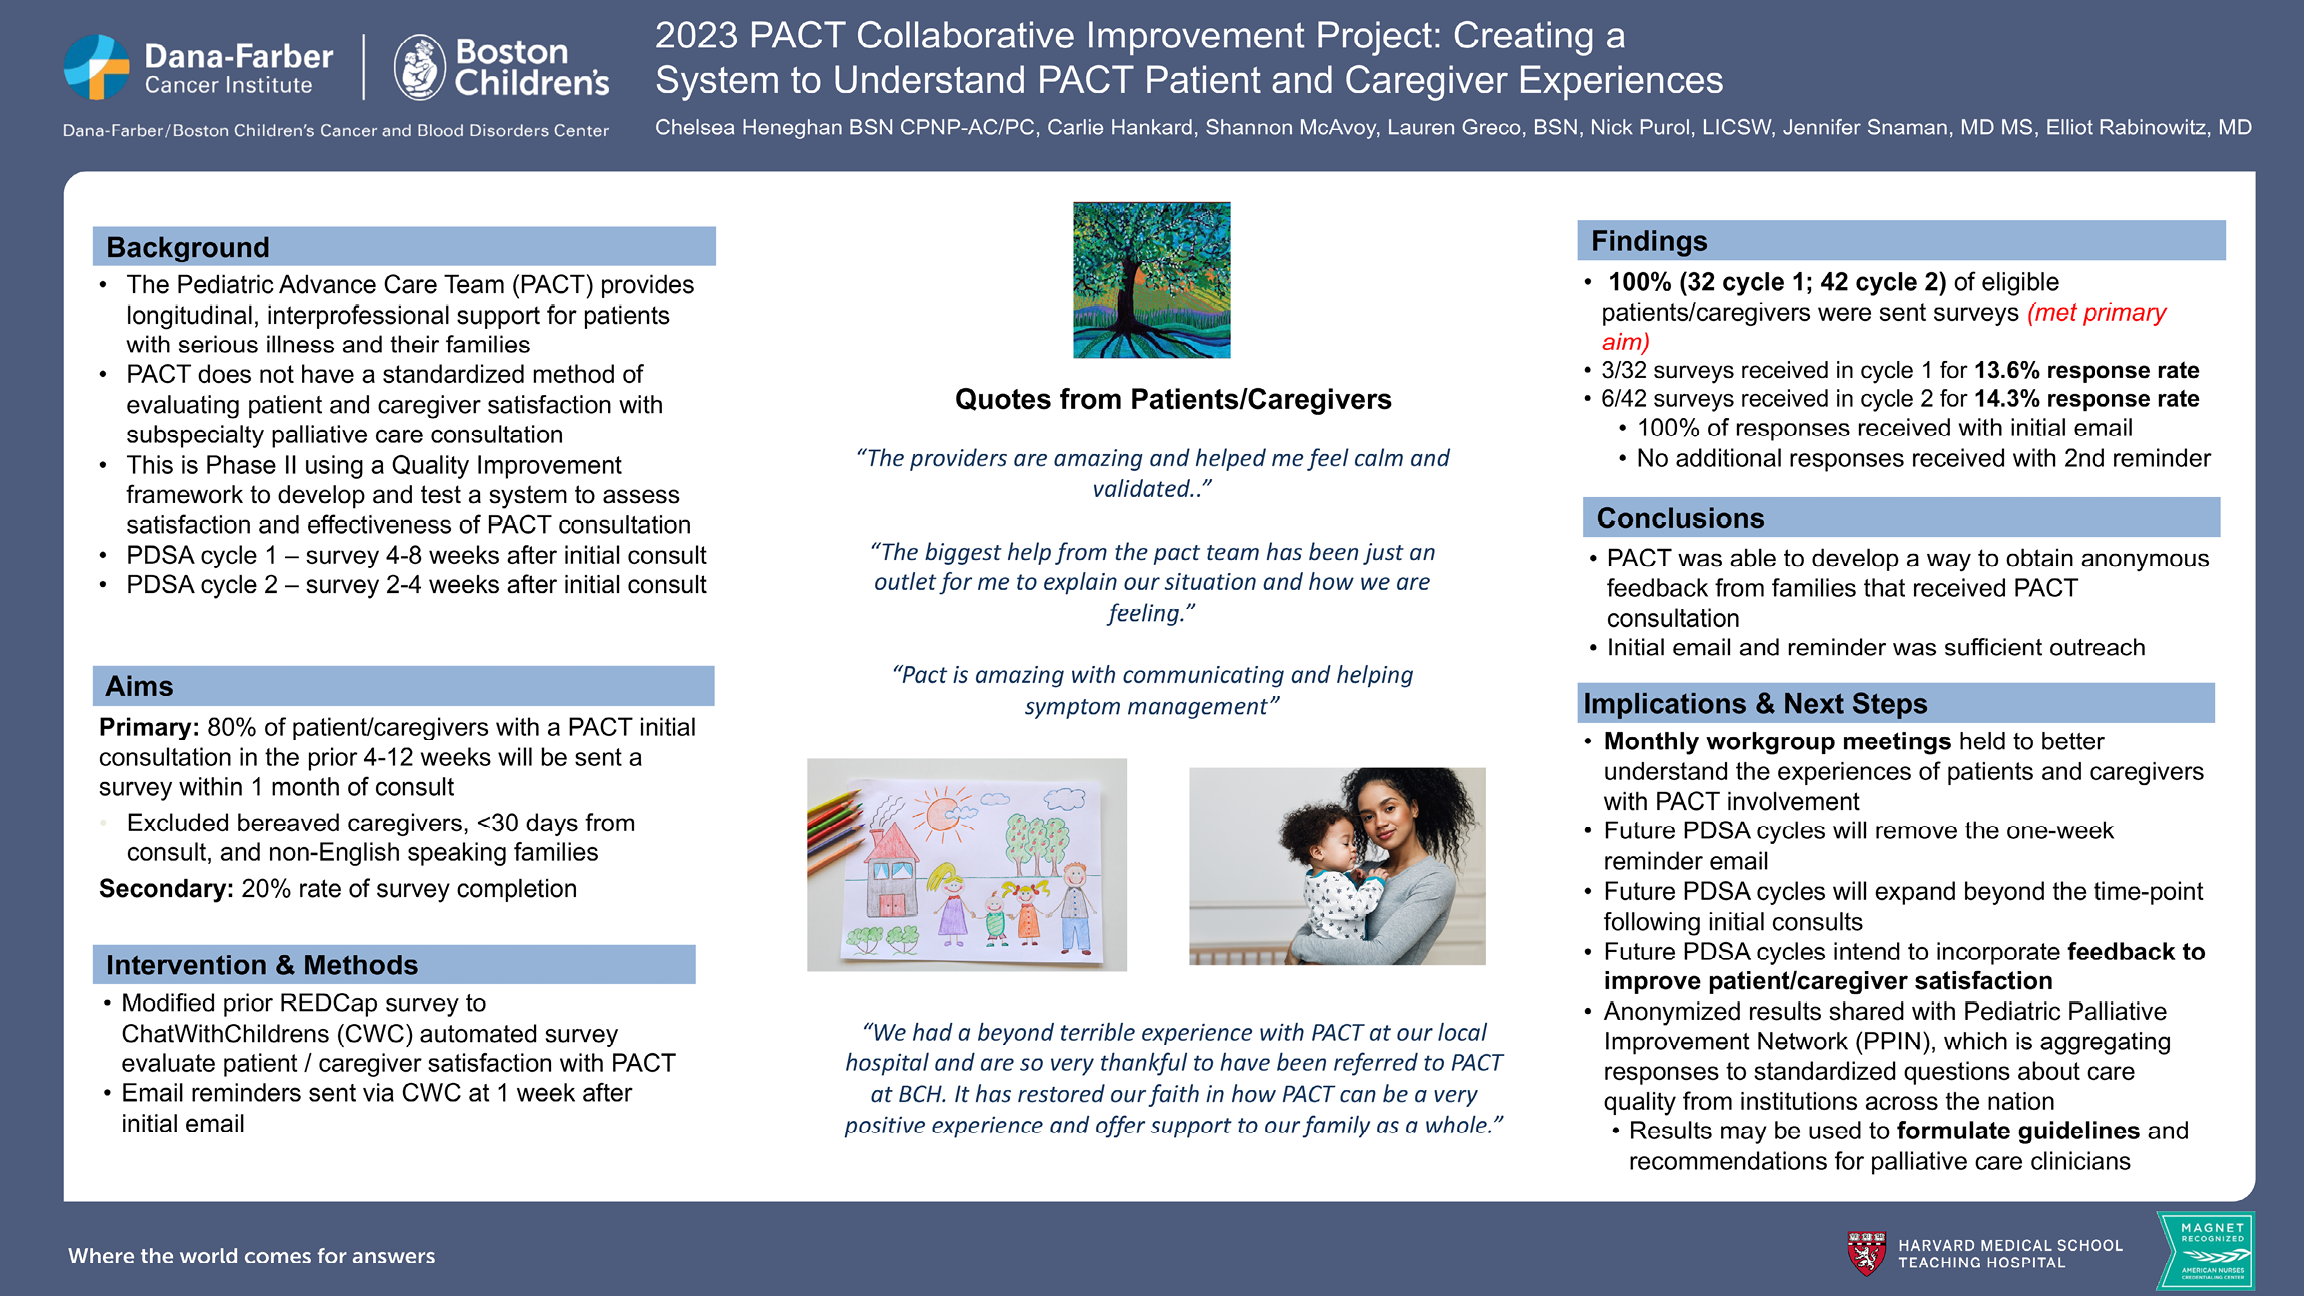 Dana-Farber
Cancer Institute
Boston
Children's
Dana-Farber/Boston Children's Cancer and Blood Disorders Center
2023 PACT Collaborative Improvement Project: Creating a
System to Understand PACT Patient and Caregiver Experiences
Chelsea Heneghan BSN CPNP-AC/PC, Carlie Hankard, Shannon McAvoy, Lauren Greco, BSN, Nick Purol, LICSW, Jennifer Snaman, MD MS, Elliot Rabinowitz, MD
Background
• The Pediatric Advance Care Team (PACT) provides
longitudinal, interprofessional support for patients
with serious illness and their families
• PACT does not have a standardized method of
evaluating patient and caregiver satisfaction with
subspecialty palliative care consultation
• This is Phase II using a Quality Improvement
framework to develop and test a system to assess
satisfaction and effectiveness of PACT consultation
• PDSA cycle 1 – survey 4-8 weeks after initial consult
• PDSA cycle 2 – survey 2-4 weeks after initial consult
Aims
Primary: 80% of patient/caregivers with a PACT initial
consultation in the prior 4-12 weeks will be sent a
survey within 1 month of consult
• Excluded bereaved caregivers, <30 days from
consult, and non-English speaking families
Secondary: 20% rate of survey completion
Intervention & Methods
• Modified prior REDCap survey to
ChatWithChildrens (CWC) automated survey
evaluate patient / caregiver satisfaction with PACT
• Email reminders sent via CWC at 1 week after
initial email
Quotes from Patients/Caregivers
“The providers are amazing and helped me feel calm and
validated..”
“The biggest help from the pact team has been just an
outlet for me to explain our situation and how we are
feeling.”
“Pact is amazing with communicating and helping
symptom management”
“We had a beyond terrible experience with PACT at our local
hospital and are so very thankful to have been referred to PACT
at BCH. It has restored our faith in how PACT can be a very
positive experience and offer support to our family as a whole.”
Findings
• 100% (32 cycle 1; 42 cycle 2) of eligible
patients/caregivers were sent surveys (met primary
aim)
• 3/32 surveys received in cycle 1 for 13.6% response rate
• 6/42 surveys received in cycle 2 for 14.3% response rate
• 100% of responses received with initial email
• No additional responses received with 2nd reminder
Conclusions
• PACT was able to develop a way to obtain anonymous
feedback from families that received PACT
consultation
• Initial email and reminder was sufficient outreach
Implications & Next Steps
• Monthly workgroup meetings held to better
understand the experiences of patients and caregivers
with PACT involvement
• Future PDSA cycles will remove the one-week
reminder email
• Future PDSA cycles will expand beyond the time-point
following initial consults
• Future PDSA cycles intend to incorporate feedback to
improve patient/caregiver satisfaction
• Anonymized results shared with Pediatric Palliative
Improvement Network (PPIN), which is aggregating
responses to standardized questions about care
quality from institutions across the nation
• Results may be used to formulate guidelines and
recommendations for palliative care clinicians
Where the world comes for answers
HARVARD MEDICAL SCHOOL
TEACHING HOSPITAL
MAGNET
RECOGNIZED
AMERICAN NURSES
CREDENTIALING CENTER